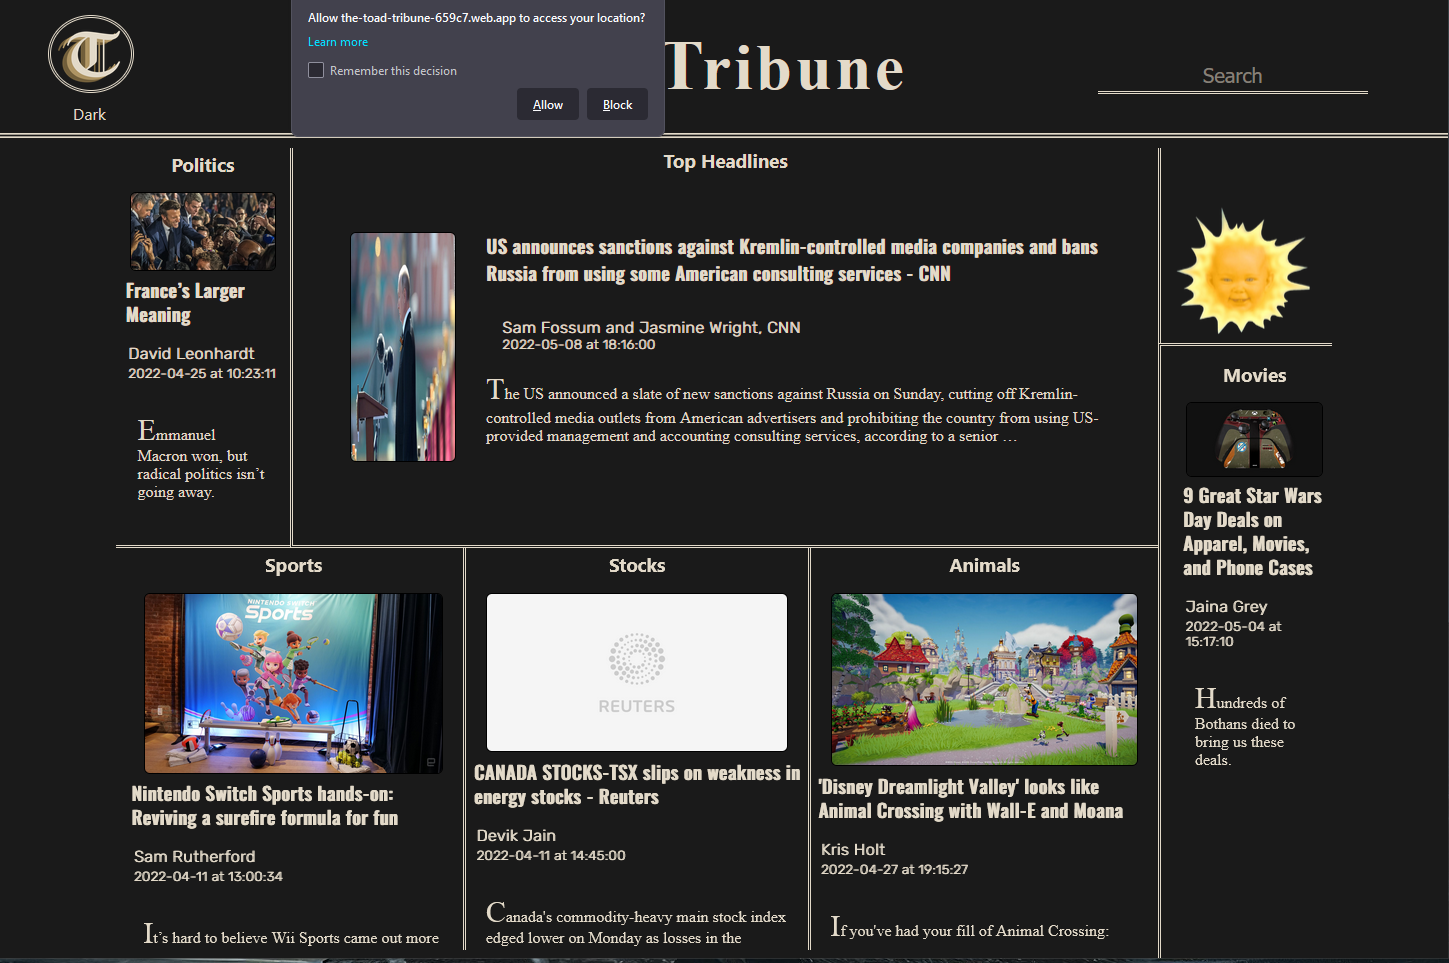 Allow the-toad-tribune-659c7.web.app to access your location?
Learn more
Remember this decision
Allow
Block
T
Dark
Tribune
Search
Politics
France’s Larger
Meaning
David Leonhardt
2022-04-25 at 10:23:11
Emmanuel
Macron won, but
radical politics isn’t
going away.
Top Headlines
US announces sanctions against Kremlin-controlled media companies and bans
Russia from using some American consulting services - CNN
Sam Fossum and Jasmine Wright, CNN
2022-05-08 at 18:16:00
The US announced a slate of new sanctions against Russia on Sunday, cutting off Kremlin-
controlled media outlets from American advertisers and prohibiting the country from using US-
provided management and accounting consulting services, according to a senior …
Movies
9 Great Star Wars
Day Deals on
Apparel, Movies,
and Phone Cases
Jaina Grey
2022-05-04 at
15:17:10
Hundreds of
Bothans died to
bring us these
deals.
Sports
NINTENDO SWITCH
Sports
Nintendo Switch Sports hands-on:
Reviving a surefire formula for fun
Sam Rutherford
2022-04-11 at 13:00:34
It’s hard to believe Wii Sports came out more
Stocks
REUTERS
CANADA STOCKS-TSX slips on weakness in
energy stocks - Reuters
Devik Jain
2022-04-11 at 14:45:00
Canada's commodity-heavy main stock index
edged lower on Monday as losses in the
Animals
'Disney Dreamlight Valley' looks like
Animal Crossing with Wall-E and Moana
Kris Holt
2022-04-27 at 19:15:27
If you've had your fill of Animal Crossing: